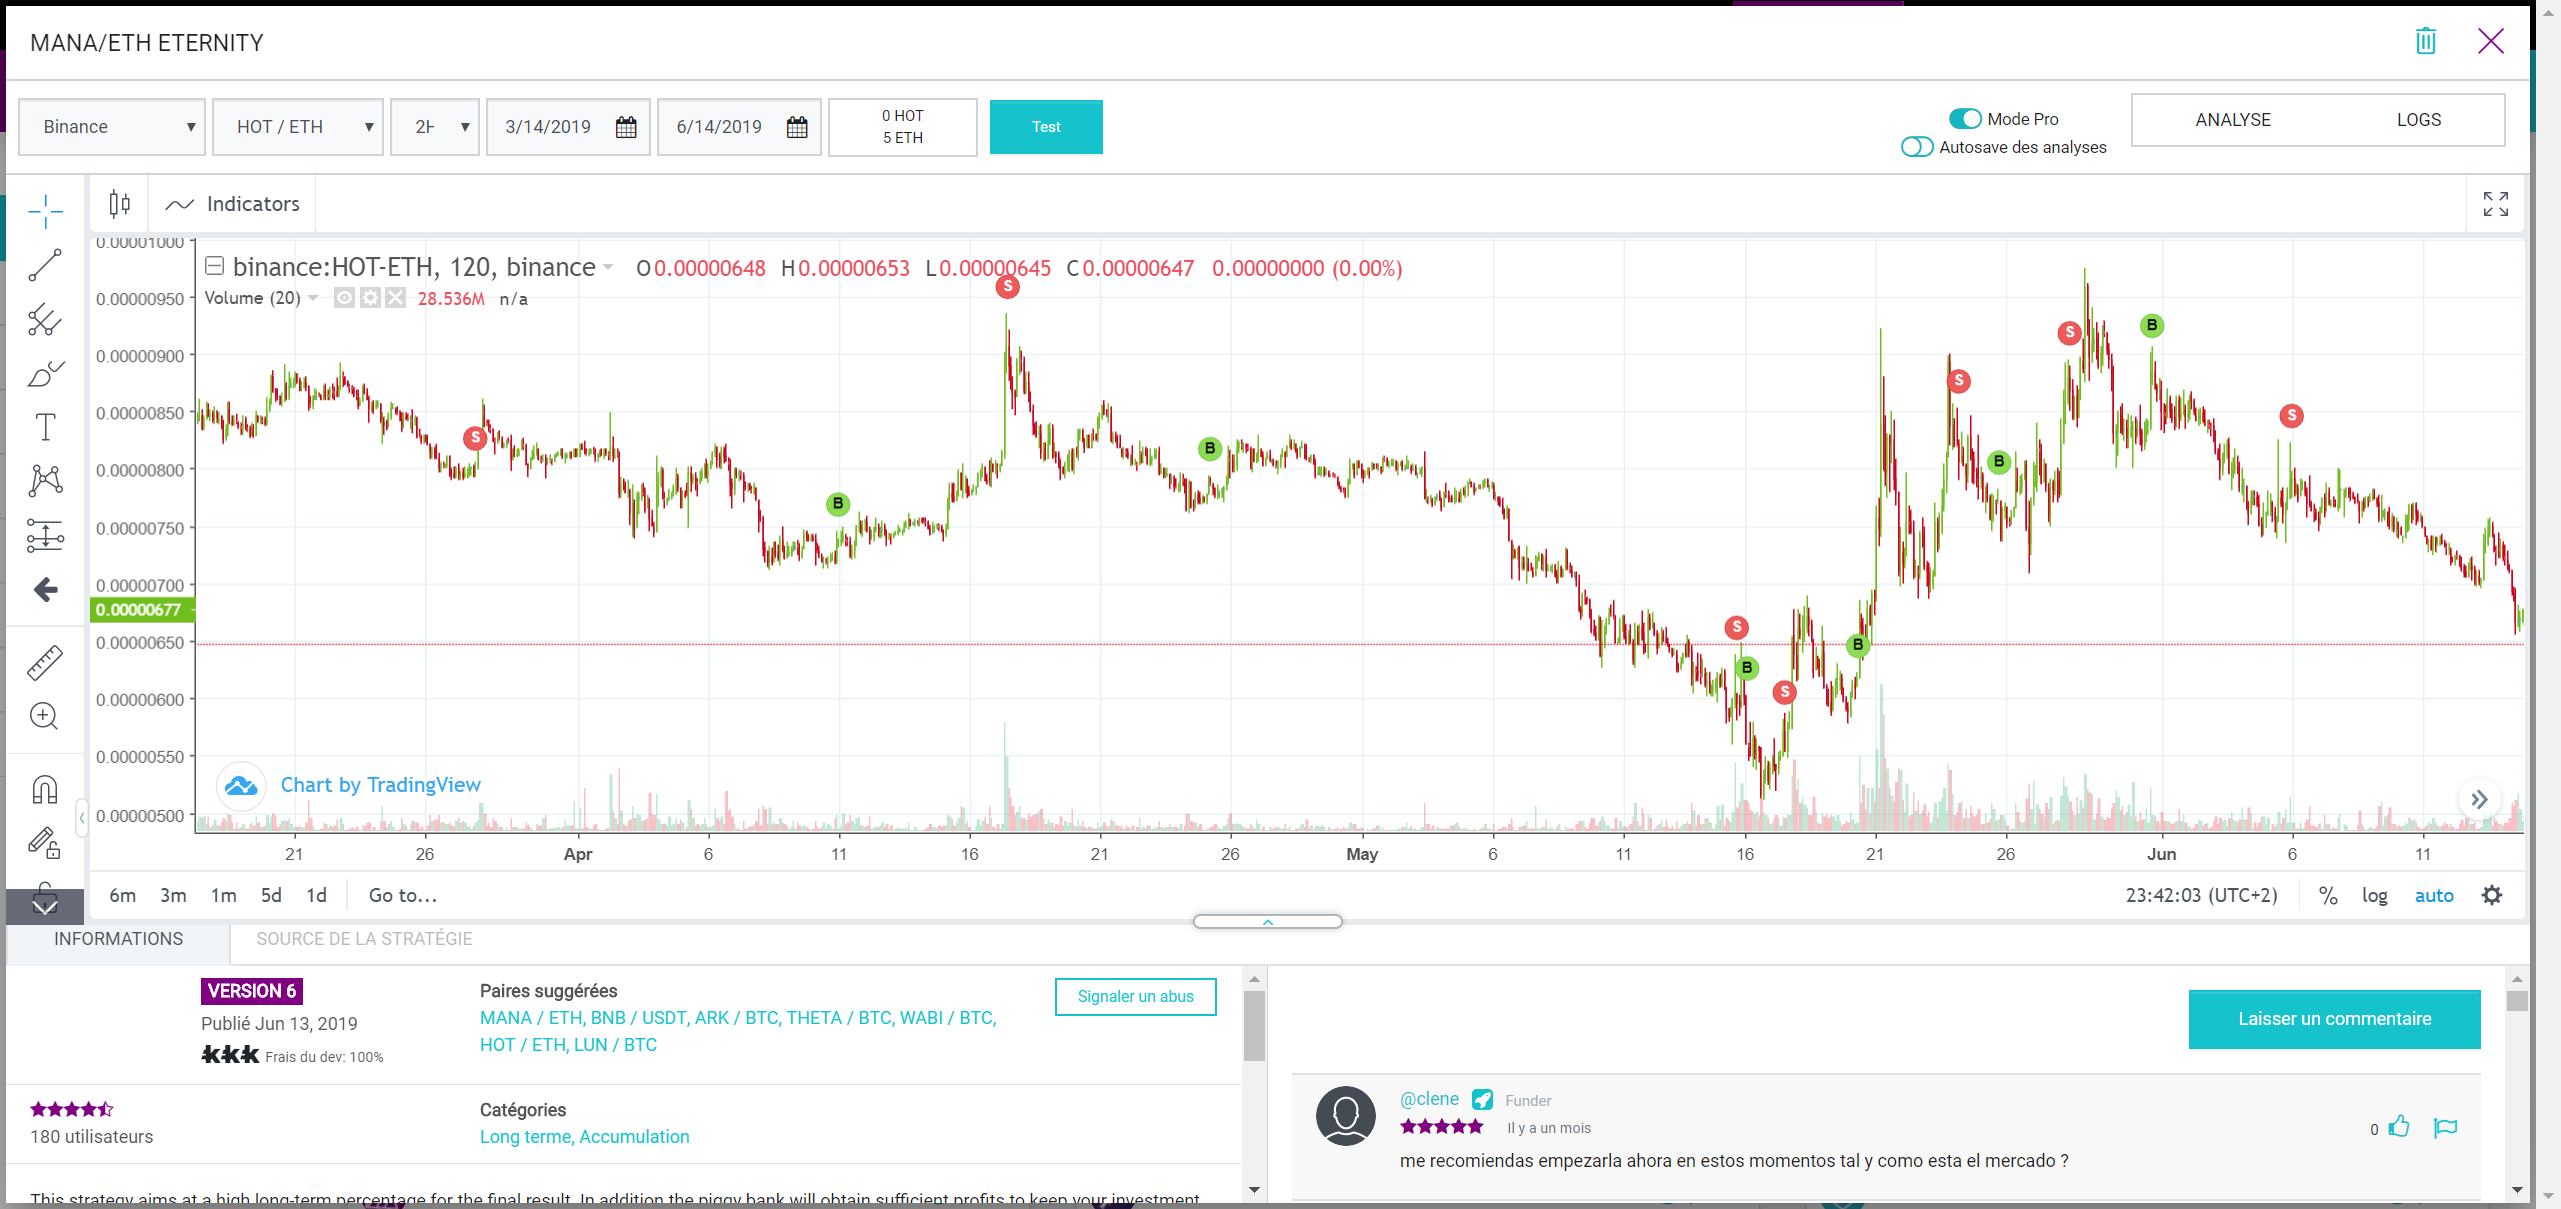 MANA/ETH ETERNITY
Binance
HOT / ETH
3/14/2019
6/14/2019
0 HOT
5 ETH
Test
Mode Pro
Autosave des analyses
ANALYSE
LOGS
Indicators
binance:HOT-ETH, 120, binance O0.00000648 H0.00000653 L0.00000645 C0.00000647 0.00000000 (0.00%)
Volume (20) 28.536M n/a
0.00001000
0.00000950
0.00000900
0.00000850
0.00000800
0.00000750
0.00000700
0.00000677
0.00000650
0.00000600
0.00000550
0.00000500
S
S
B
B
S
B
S
B
S
B
S
B
S
Chart by TradingView
21 26 Apr 6 11 16 21 26 May 6 11 16 21 26 Jun 6 11
6m 3m 1m 5d 1d Go to...
23:42:03 (UTC+2) % log auto
INFORMATIONS
SOURCE DE LA STRATÉGIE
VERSION 6
Publié Jun 13, 2019
Frais du dev: 100%
Paires suggérées
MANA / ETH, BNB / USDT, ARK / BTC, THETA / BTC, WABI / BTC,
HOT / ETH, LUN / BTC
Signaler un abus
180 utilisateurs
Catégories
Long terme, Accumulation
This strategy aims at a high long-term percentage for the final result. In addition the piggy bank will obtain sufficient profits to keep your investment
Laisser un commentaire
@clene Funder
Il y a un mois
0
me recomiendas empezarla ahora en estos momentos tal y como esta el mercado ?